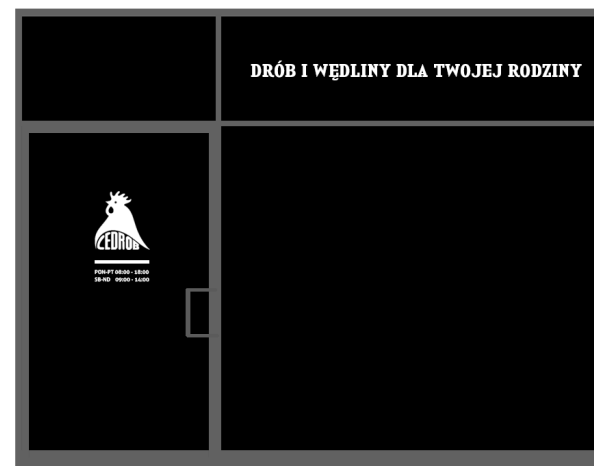 DRÓB I WĘDLINY DLA TWOJEJ RODZINY
CEDROB
PON-PT 08:00 - 18:00
SB-ND 09:00 - 14:00